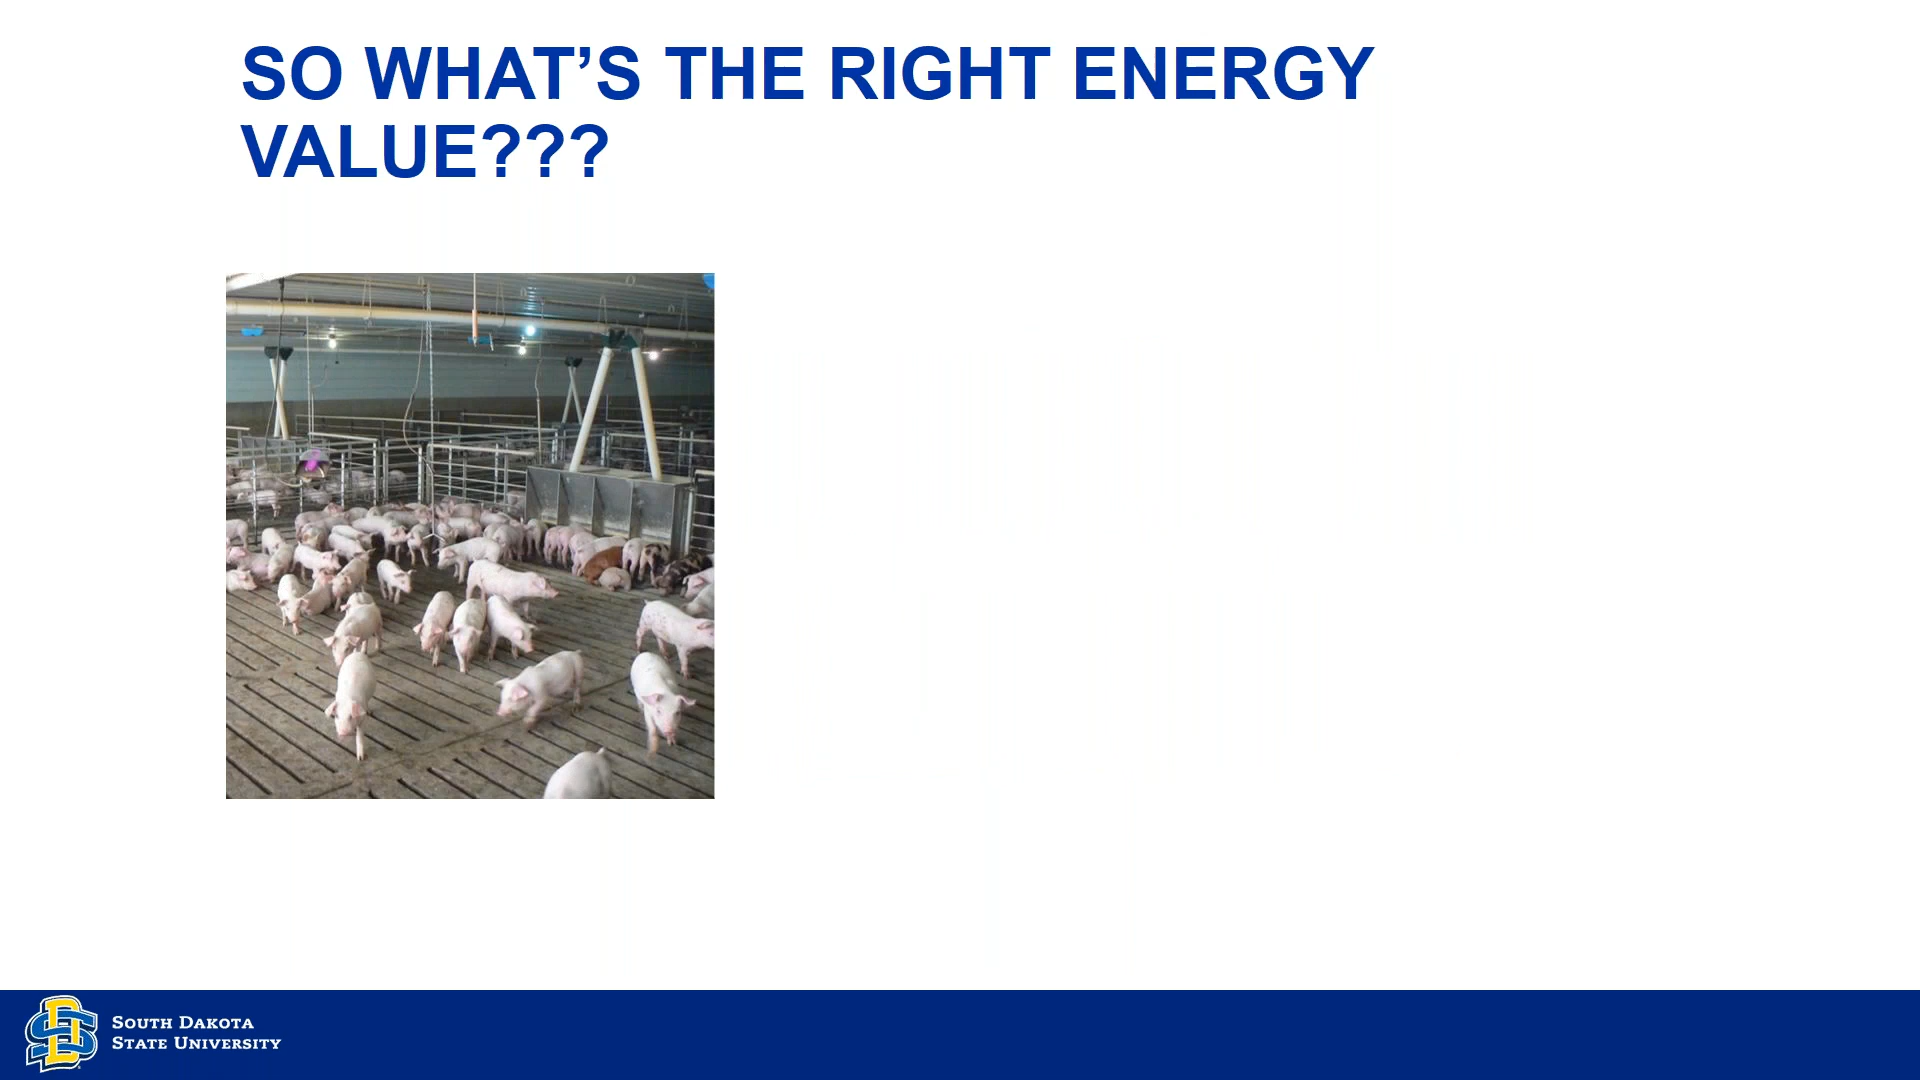 SO WHAT’S THE RIGHT ENERGY
VALUE???
SOUTH DAKOTA
STATE UNIVERSITY